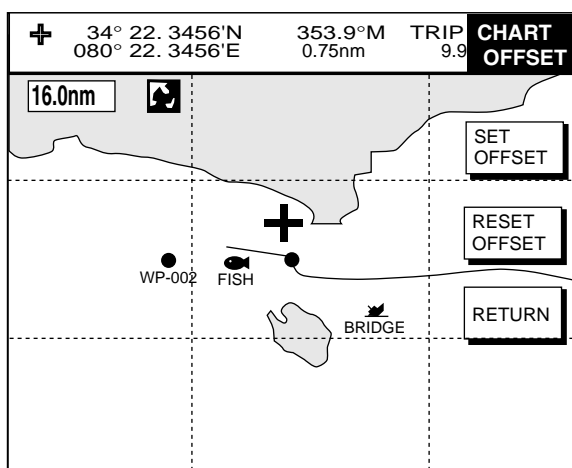 34° 22. 3456'N 353.9°M TRIP CHART
080° 22. 3456'E 0.75nm 9.9 OFFSET
16.0nm
SET
OFFSET
RESET
OFFSET
WP-002 FISH
RETURN
BRIDGE